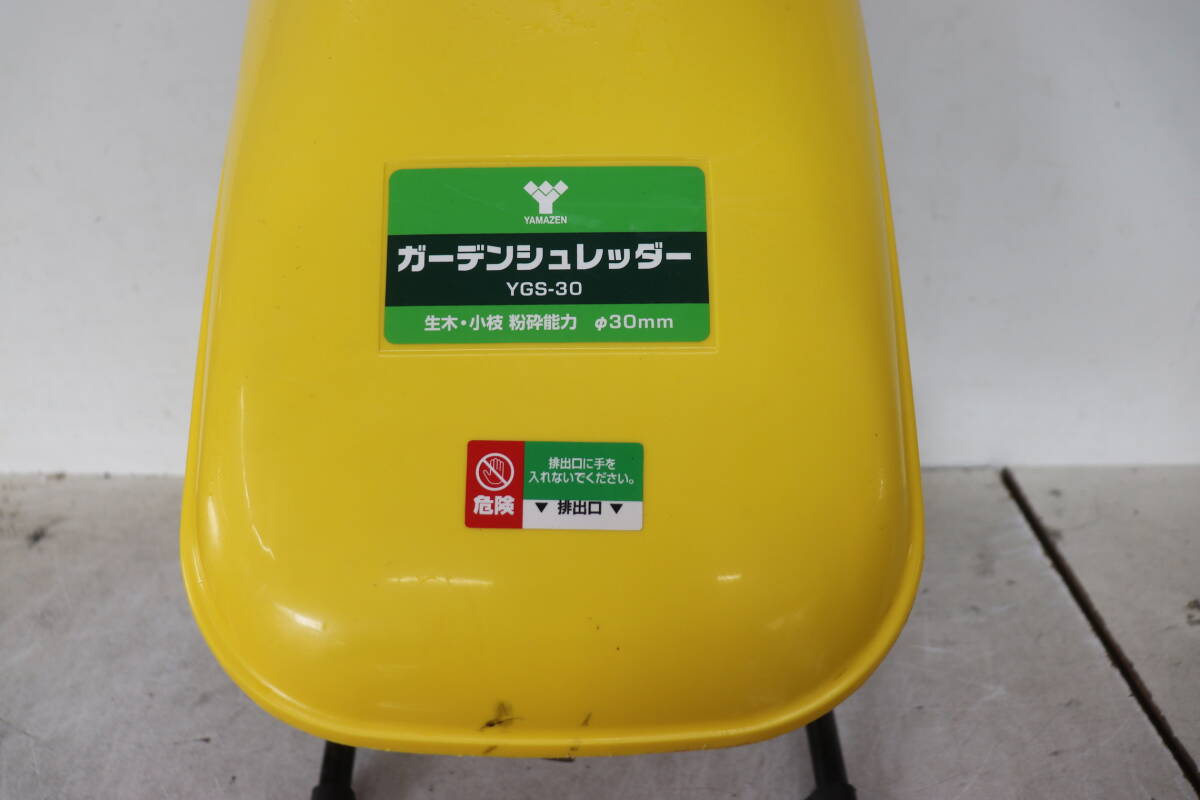 YAMAZEN
ガーデンシュレッダー
YGS-30
生木・小枝 粉砕能力 φ30mm
排出口に手を
入れないでください。
危険
▼ 排出口 ▼